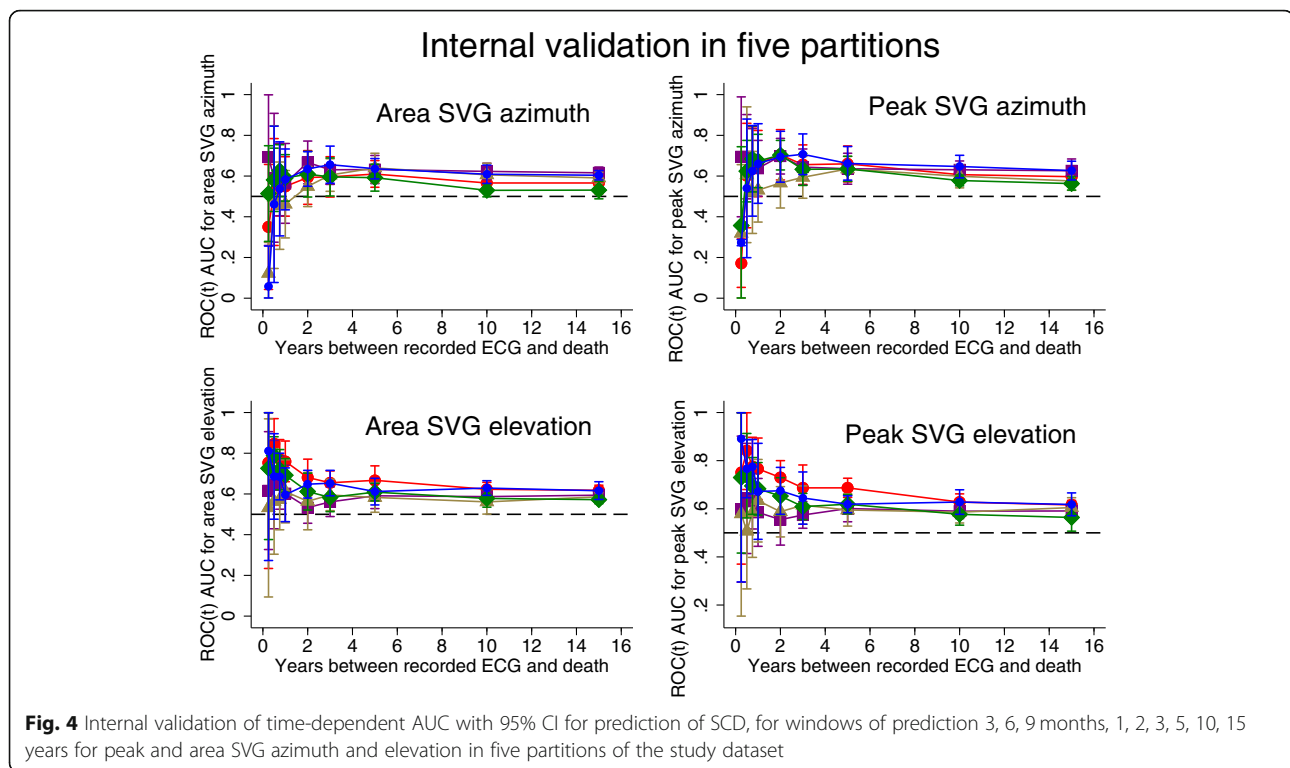 Internal validation in five partitions
ROC(t) AUC for area SVG azimuth
Area SVG azimuth
1
.8
.6
.4
.2
0
0 2 4 6 8 10 12 14 16
Years between recorded ECG and death
ROC(t) AUC for peak SVG azimuth
Peak SVG azimuth
1
.8
.6
.4
.2
0
0 2 4 6 8 10 12 14 16
Years between recorded ECG and death
ROC(t) AUC for area SVG elevation
Area SVG elevation
1
.8
.6
.4
.2
0
0 2 4 6 8 10 12 14 16
Years between recorded ECG and death
ROC(t) AUC for peak SVG elevation
Peak SVG elevation
1
.8
.6
.4
.2
0 2 4 6 8 10 12 14 16
Years between recorded ECG and death
Fig. 4 Internal validation of time-dependent AUC with 95% CI for prediction of SCD, for windows of prediction 3, 6, 9 months, 1, 2, 3, 5, 10, 15
years for peak and area SVG azimuth and elevation in five partitions of the study dataset